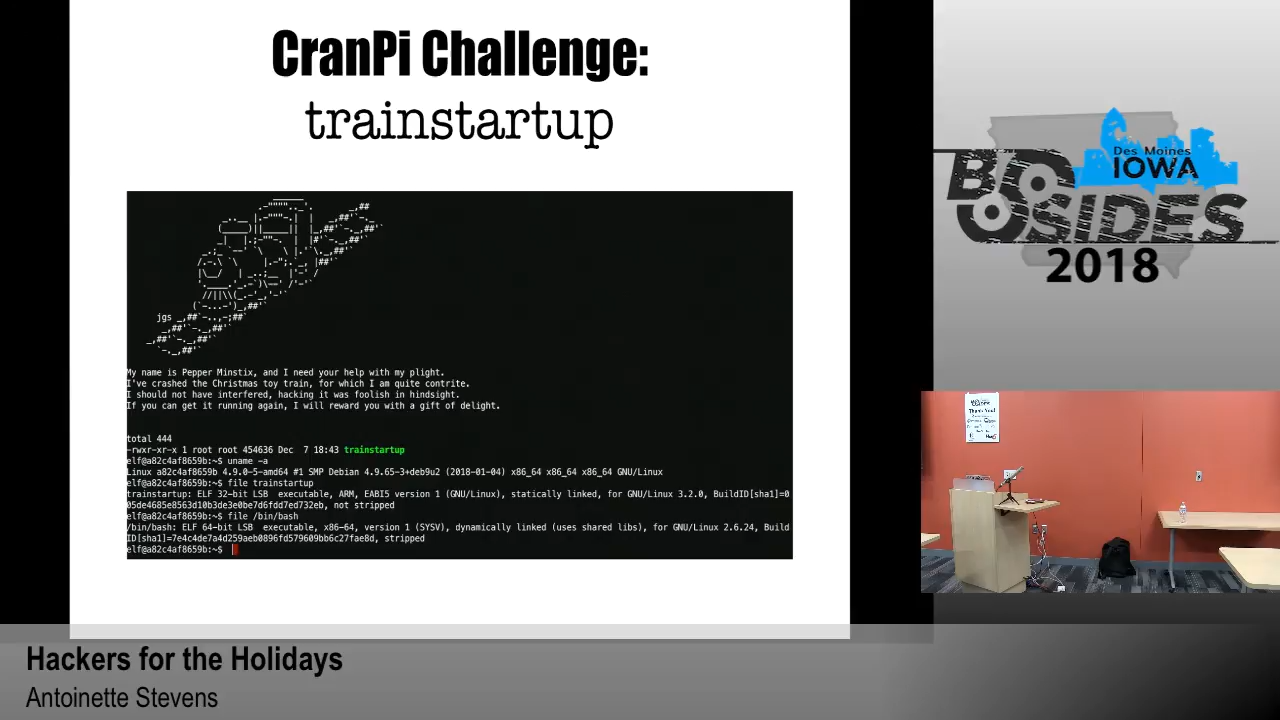 CranPi Challenge:
trainstartup
jgs
My name is Pepper Minstix, and I need your help with my plight.
I've crashed the Christmas toy train, for which I am quite contrite.
I should not have interfered, hacking it was foolish in hindsight.
If you can get it running again, I will reward you with a gift of delight.
total 444
-rwxr-xr-x 1 root root 454636 Dec  7 18:43 trainstartup
elf@a82c4af8659b:~$ uname -a
Linux a82c4af8659b 4.9.0-5-amd64 #1 SMP Debian 4.9.65-3+deb9u2 (2018-01-04) x86_64 x86_64 x86_64 GNU/Linux
elf@a82c4af8659b:~$ file trainstartup
trainstartup: ELF 32-bit LSB  executable, ARM, EABI5 version 1 (GNU/Linux), statically linked, for GNU/Linux 3.2.0, BuildID[sha1]=0
05de4685e8563d10b3de3e0be7d6fdd7ed732eb, not stripped
elf@a82c4af8659b:~$ file /bin/bash
/bin/bash: ELF 64-bit LSB  executable, x86-64, version 1 (SYSV), dynamically linked (uses shared libs), for GNU/Linux 2.6.24, Build
ID[sha1]=7e4c4de7a4d259aeb0896fd579609bb6c27fae8d, stripped
elf@a82c4af8659b:~$
Des Moines
IOWA
BSIDES
2018
Thank You!
Hackers for the Holidays
Antoinette Stevens